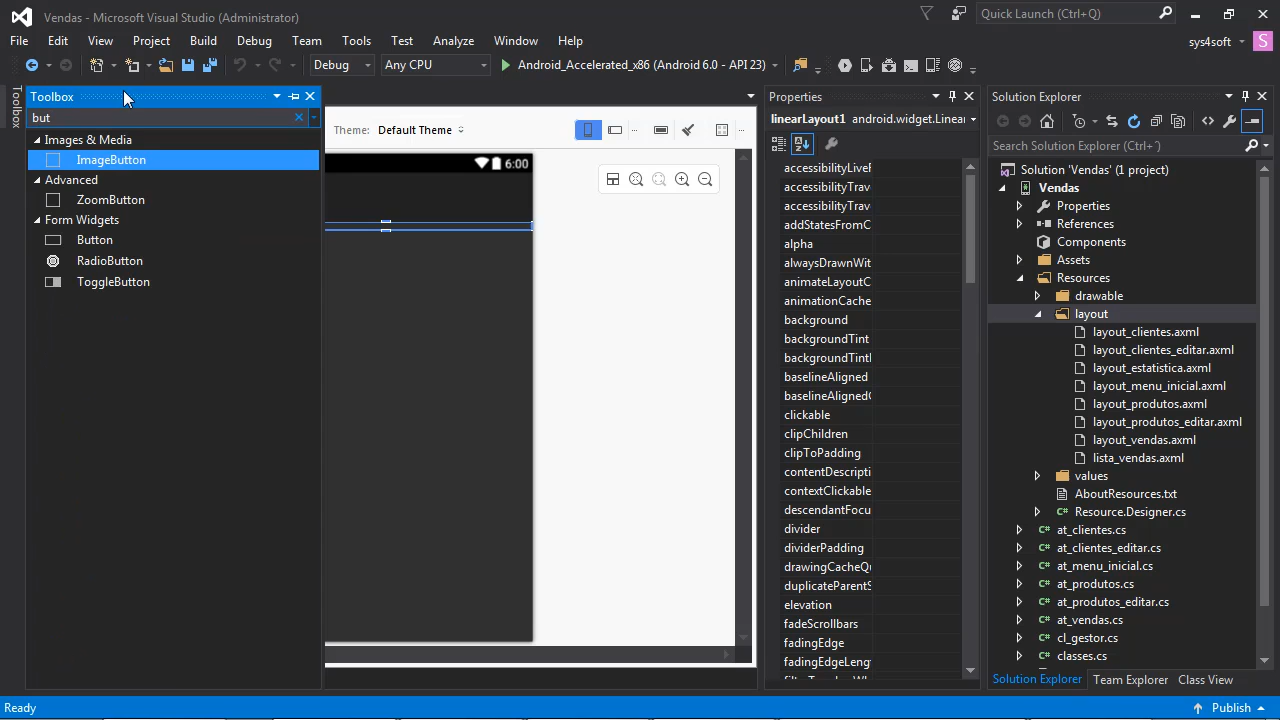 Vendas - Microsoft Visual Studio (Administrator)
Quick Launch (Ctrl+Q)
File Edit View Project Build Debug Team Tools Test Analyze Window Help
sys4soft S
Debug Any CPU Android_Accelerated_x86 (Android 6.0 - API 23)
Toolbox
Toolbox
but
Images & Media
ImageButton
Advanced
ZoomButton
Form Widgets
Button
RadioButton
ToggleButton
Theme: Default Theme
6:00
Properties
linearLayout1 android.widget.Linear
accessibilityLiveR
accessibilityTrav
accessibilityTrav
addStatesFromC
alpha
alwaysDrawnWit
animateLayoutC
animationCache
background
backgroundTint
backgroundTintI
baselineAligned
baselineAlignedC
clickable
clipChildren
clipToPadding
contentDescripti
contextClickable
descendantFocu
divider
dividerPadding
drawingCacheQu
duplicateParentS
elevation
fadeScrollbars
fadingEdge
fadingEdgeLeng
Solution Explorer
Search Solution Explorer (Ctrl+´)
Solution 'Vendas' (1 project)
Vendas
Properties
References
Components
Assets
Resources
drawable
layout
layout_clientes.axml
layout_clientes_editar.axml
layout_estatistica.axml
layout_menu_inicial.axml
layout_produtos.axml
layout_produtos_editar.axml
layout_vendas.axml
lista_vendas.axml
values
AboutResources.txt
Resource.Designer.cs
at_clientes.cs
at_clientes_editar.cs
at_menu_inicial.cs
at_produtos.cs
at_produtos_editar.cs
at_vendas.cs
cl_gestor.cs
classes.cs
Solution Explorer Team Explorer Class View
Ready
Publish